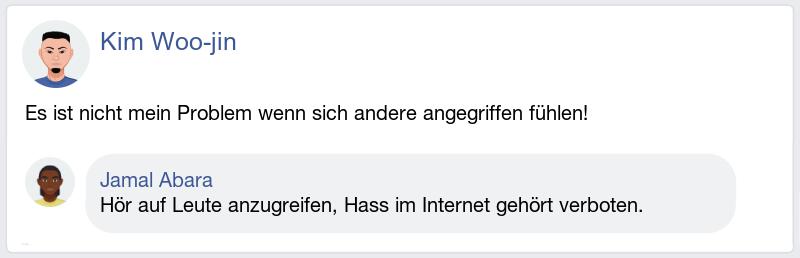 Kim Woo-jin
Es ist nicht mein Problem wenn sich andere angegriffen fühlen!
Jamal Abara
Hör auf Leute anzugreifen, Hass im Internet gehört verboten.